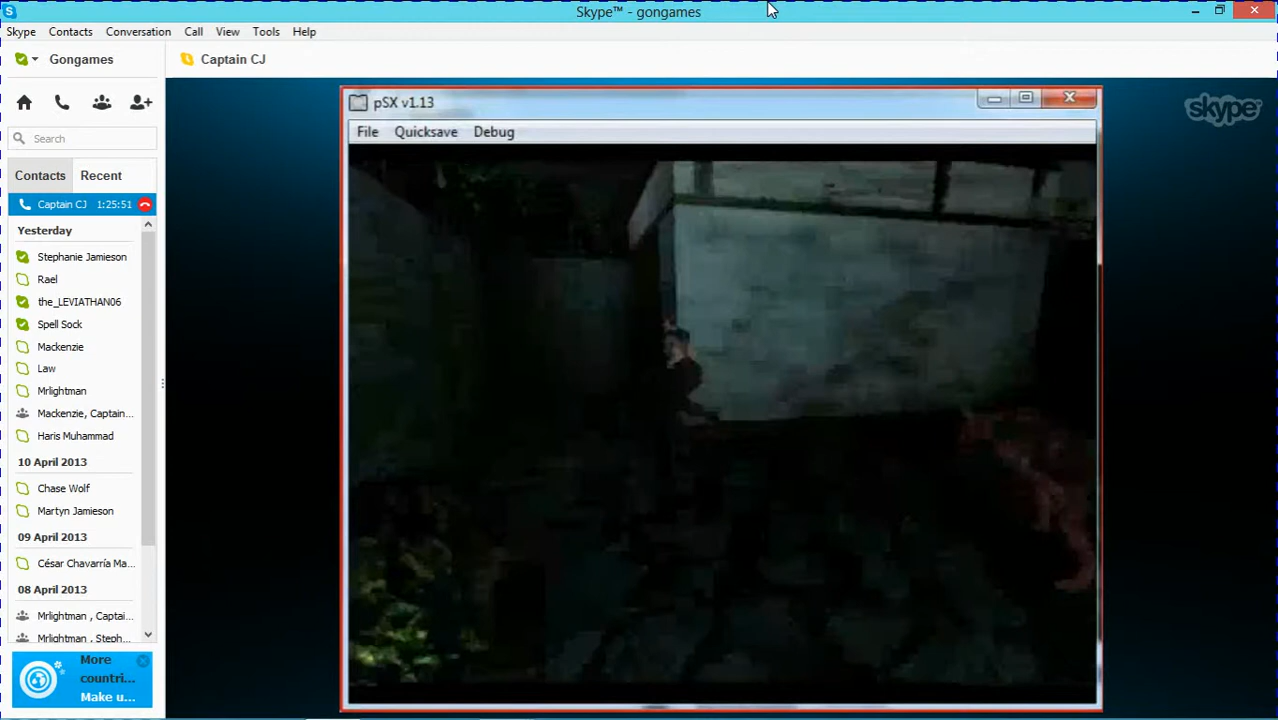 Skype™ - gongames
Skype Contacts Conversation Call View Tools Help
Gongames
Captain CJ
Search
Contacts Recent
Captain CJ 1:25:51
Yesterday
Stephanie Jamieson
Rael
the_LEVIATHAN06
Spell Sock
Mackenzie
Law
Mrlightman
Mackenzie, Captain...
Haris Muhammad
10 April 2013
Chase Wolf
Martyn Jamieson
09 April 2013
César Chavarría Ma...
08 April 2013
Mrlightman , Captai...
Mrlightman , Steph...
More
countri...
Make u...
pSX v1.13
File Quicksave Debug
skype